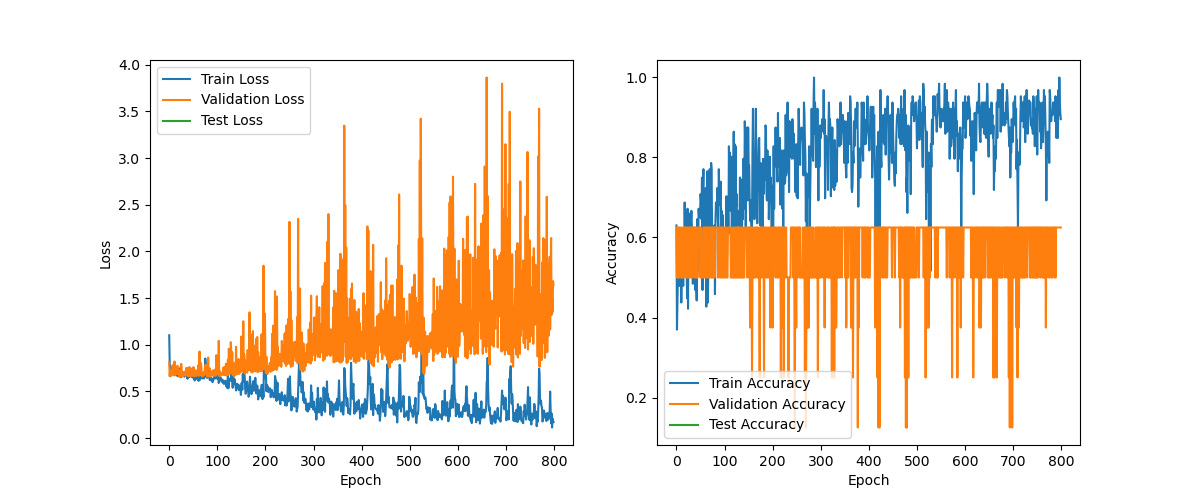 4.0
3.5
3.0
2.5
2.0
1.5
1.0
0.5
0.0
Loss
Train Loss
Validation Loss
Test Loss
0 100 200 300 400 500 600 700 800
Epoch
1.0
0.8
0.6
0.4
0.2
Accuracy
Train Accuracy
Validation Accuracy
Test Accuracy
0 100 200 300 400 500 600 700 800
Epoch